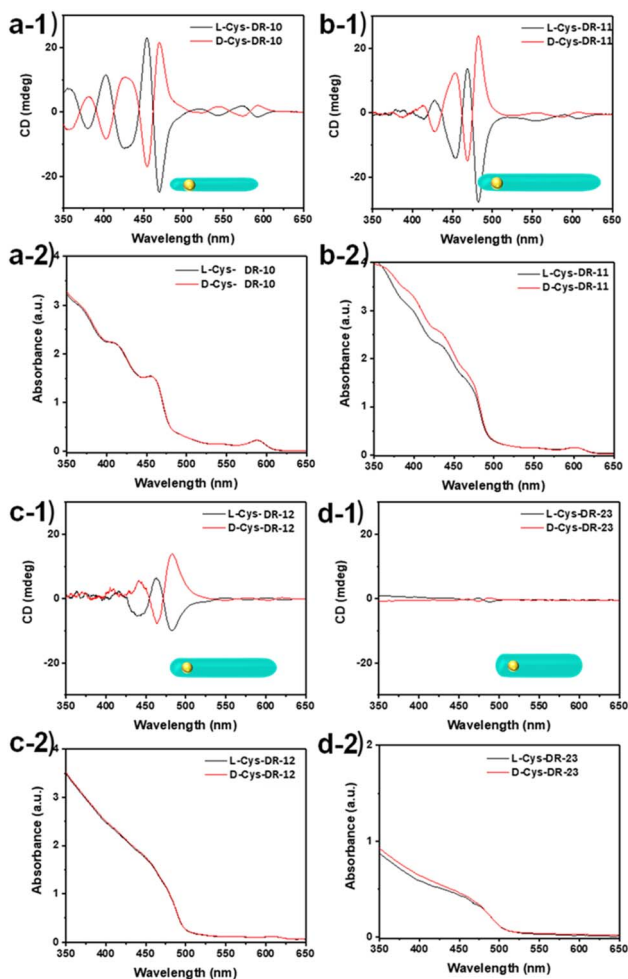 a-1)
L-Cys-DR-10
D-Cys-DR-10
CD (mdeg)
20
0
-20
350 400 450 500 550 600 650
Wavelength (nm)
b-1)
L-Cys-DR-11
D-Cys-DR-11
CD (mdeg)
20
0
-20
350 400 450 500 550 600 650
Wavelength (nm)
a-2)
L-Cys- DR-10
D-Cys- DR-10
Absorbance (a.u.)
4
3
2
1
0
350 400 450 500 550 600 650
Wavelength (nm)
b-2)
L-Cys-DR-11
D-Cys-DR-11
Absorbance (a.u.)
4
3
2
1
0
350 400 450 500 550 600 650
Wavelength (nm)
c-1)
L-Cys-DR-12
D-Cys-DR-12
CD (mdeg)
20
0
-20
350 400 450 500 550 600 650
Wavelength (nm)
d-1)
L-Cys-DR-23
D-Cys-DR-23
CD (mdeg)
20
0
-20
350 400 450 500 550 600 650
Wavelength (nm)
c-2)
L-Cys-DR-12
D-Cys-DR-12
Absorbance (a.u.)
4
3
2
1
0
350 400 450 500 550 600 650
Wavelength (nm)
d-2)
L-Cys-DR-23
D-Cys-DR-23
Absorbance (a.u.)
2
1
0
350 400 450 500 550 600 650
Wavelength (nm)